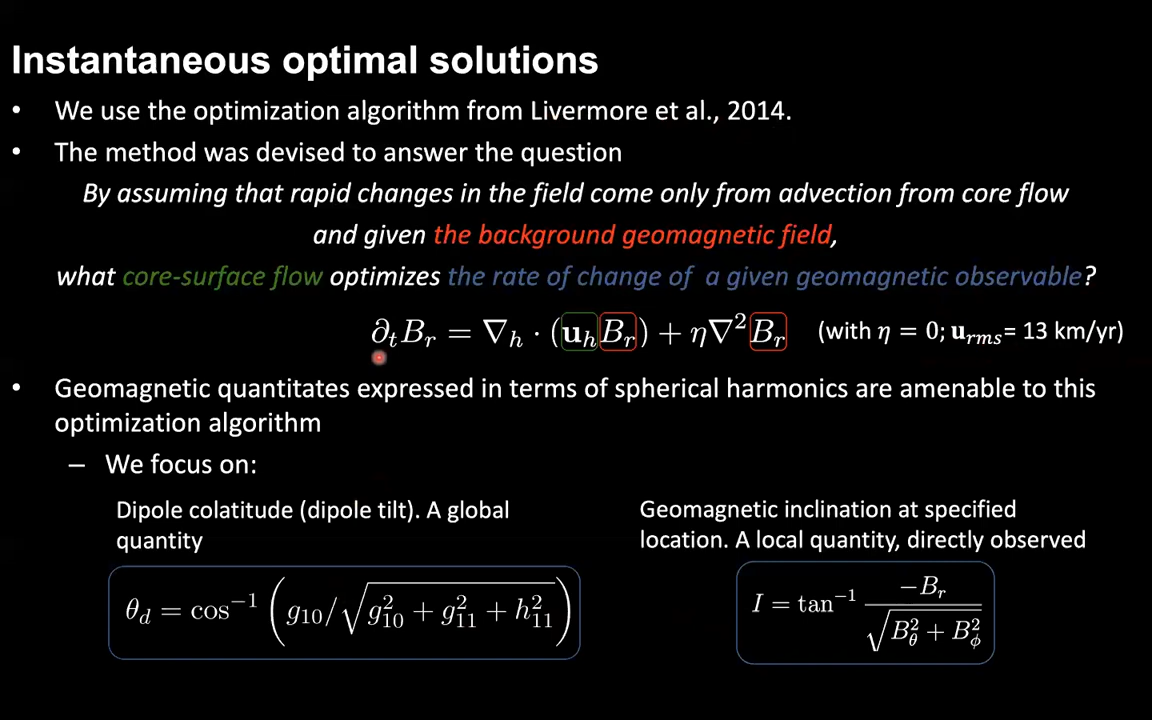 Instantaneous optimal solutions
• We use the optimization algorithm from Livermore et al., 2014.
• The method was devised to answer the question
By assuming that rapid changes in the field come only from advection from core flow
and given the background geomagnetic field,
what core-surface flow optimizes the rate of change of a given geomagnetic observable?
∂ₜBᵣ = ∇ₕ · (uₕBᵣ) + η∇²Bᵣ (with η = 0; uᵣₘₛ= 13 km/yr)
• Geomagnetic quantitates expressed in terms of spherical harmonics are amenable to this
optimization algorithm
– We focus on:
Dipole colatitude (dipole tilt). A global
quantity
θ_d = cos⁻¹ (g₁₀/√(g₁₀² + g₁₁² + h₁₁²))
Geomagnetic inclination at specified
location. A local quantity, directly observed
I = tan⁻¹ −Bᵣ / √(B_θ² + B_ϕ²)